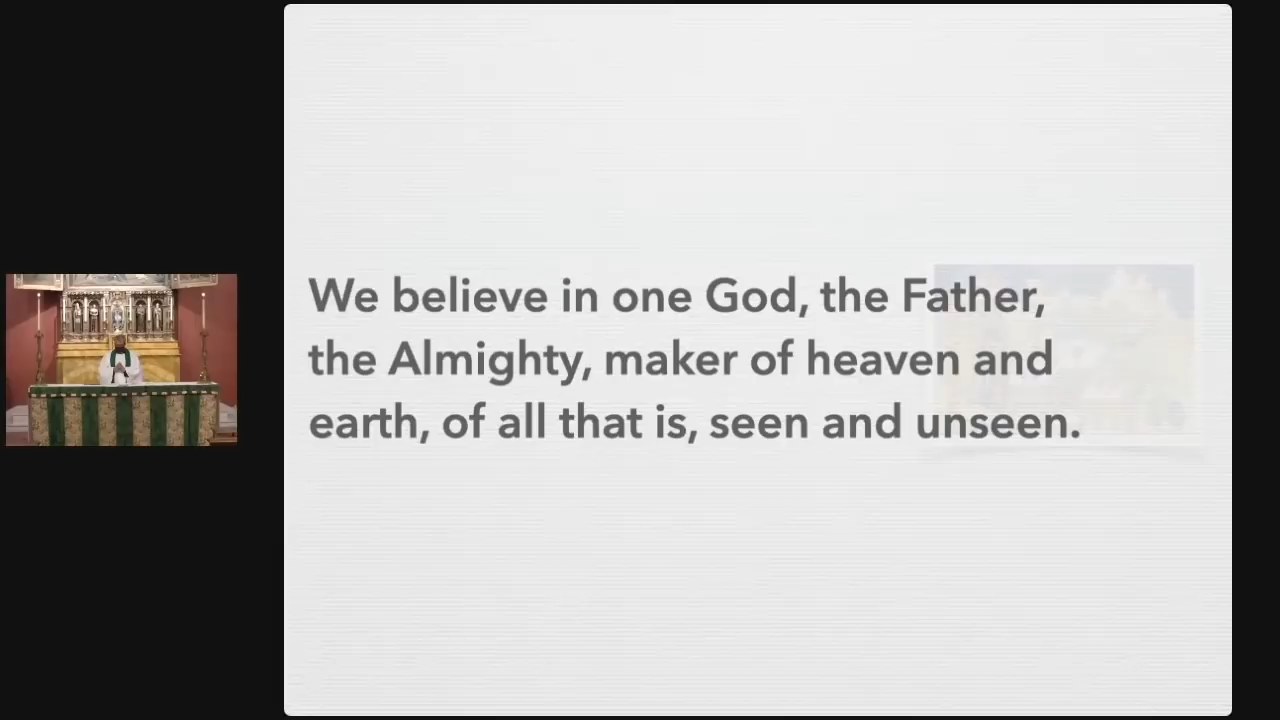 We believe in one God, the Father,
the Almighty, maker of heaven and
earth, of all that is, seen and unseen.